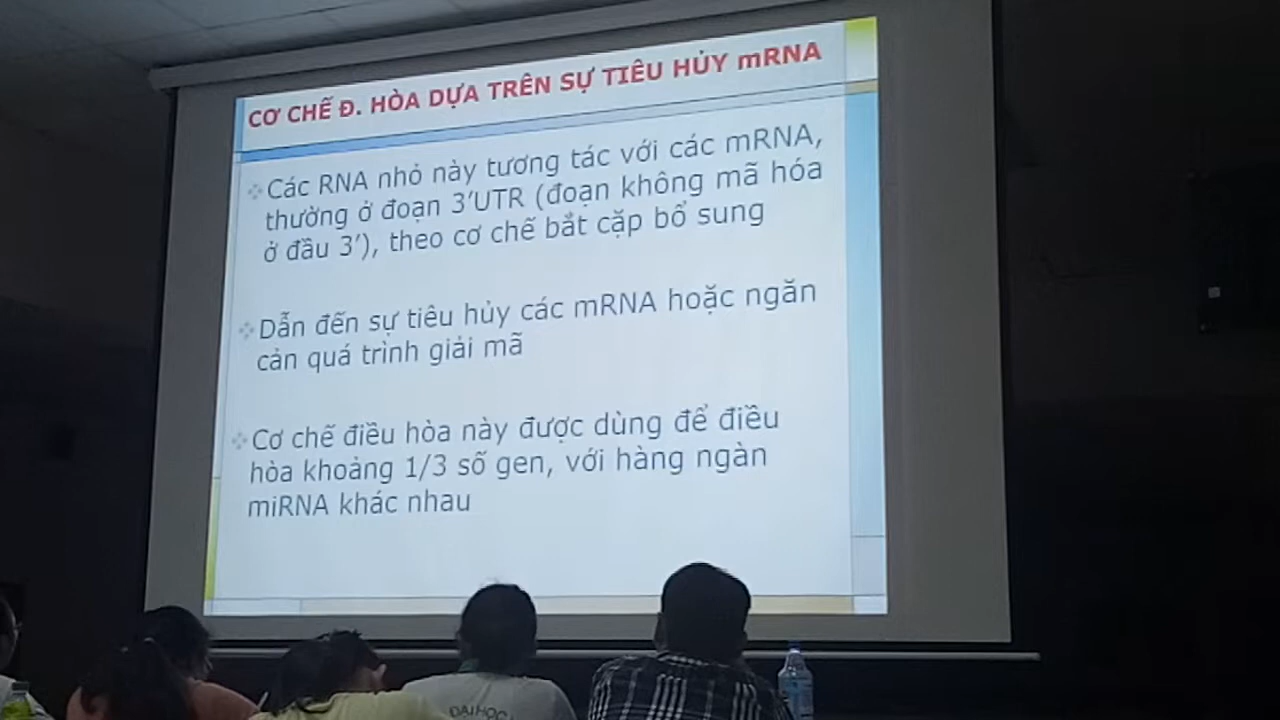 CƠ CHẾ Đ. HÒA DỰA TRÊN SỰ TIÊU HỦY mRNA
Các RNA nhỏ này tương tác với các mRNA,
thường ở đoạn 3’UTR (đoạn không mã hóa
ở đầu 3’), theo cơ chế bắt cặp bổ sung
Dẫn đến sự tiêu hủy các mRNA hoặc ngăn
cản quá trình giải mã
Cơ chế điều hòa này được dùng để điều
hòa khoảng 1/3 số gen, với hàng ngàn
miRNA khác nhau
ĐẠI HỌC